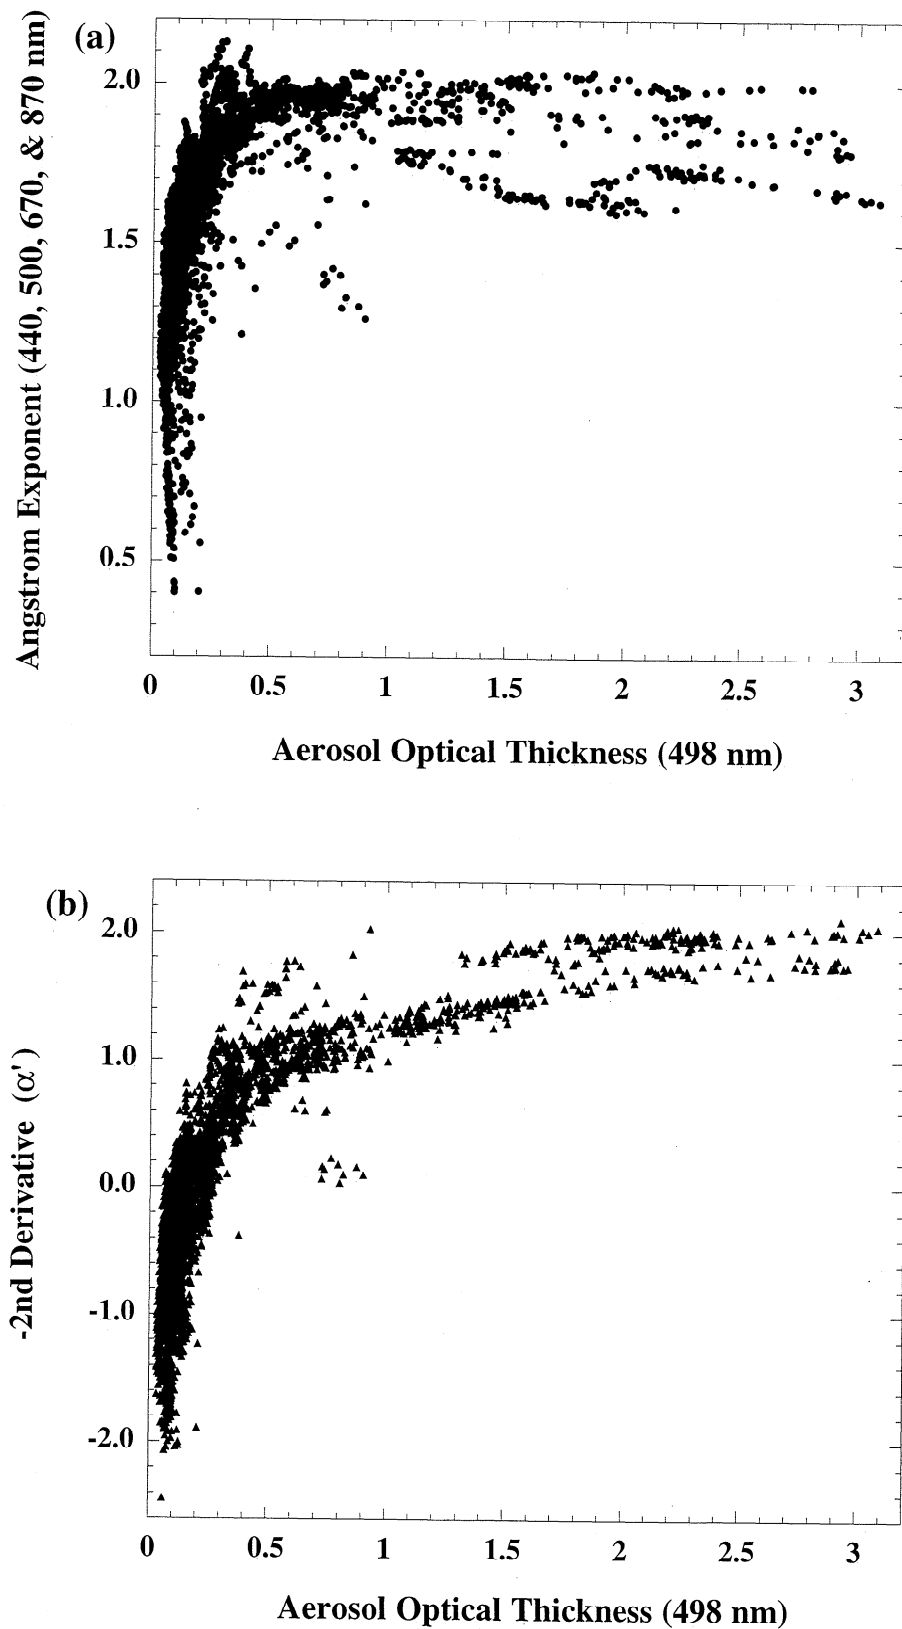 (a)
Angstrom Exponent (440, 500, 670, & 870 nm)
2.0
1.5
1.0
0.5
0 0.5 1 1.5 2 2.5 3
Aerosol Optical Thickness (498 nm)
(b)
-2nd Derivative (α')
2.0
1.0
0.0
-1.0
-2.0
0 0.5 1 1.5 2 2.5 3
Aerosol Optical Thickness (498 nm)